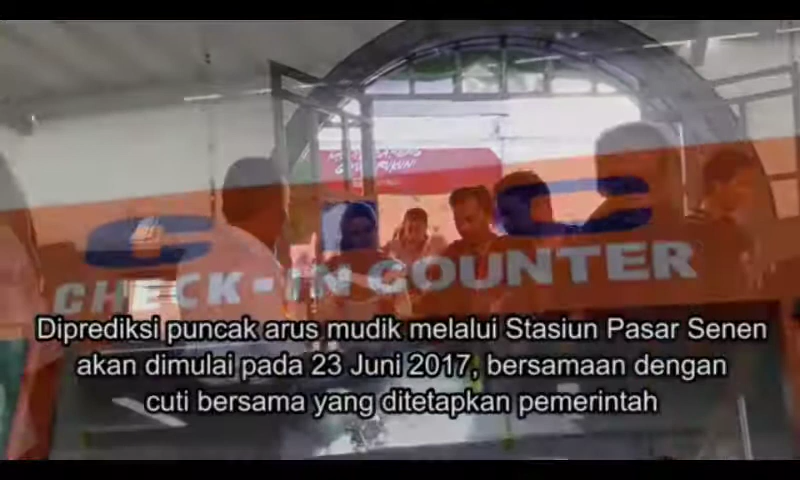 CIC
CHECK-IN COUNTER
Diprediksi puncak arus mudik melalui Stasiun Pasar Senen
akan dimulai pada 23 Juni 2017, bersamaan dengan
cuti bersama yang ditetapkan pemerintah